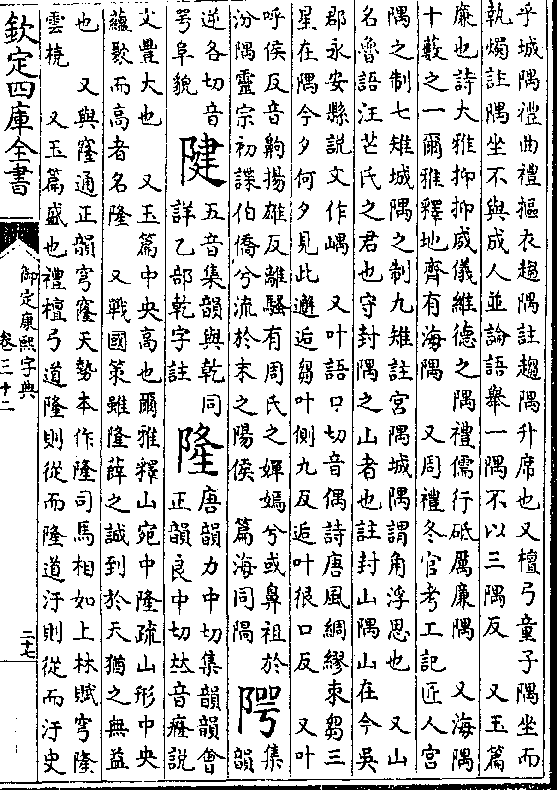 乎城隅禮曲禮摳衣趨隅註趨隅升席也又檀弓童子隅坐而
執燭註隅坐不與成人並論語舉一隅不以三隅反　又玉篇
廉也詩大雅抑抑威儀維德之隅禮儒行砥厲廉隅　又海隅
十藪之一爾雅釋地齊有海隅　又周禮冬官考工記匠人宮
隅之制七雉城隅之制九雉註宮隅城隅謂角浮思也　又山
名魯語汪芒氏之君也守封隅之山者也註封山隅山在今吳
郡永安縣說文作嵎　又叶語口切音偶詩唐風綢繆束芻三
星在隅今夕何夕見此邂逅芻叶側九反逅叶很口反　又叶
呼侯反音齁揚雄反離騷有周氏之嬋嫣兮或鼻祖於
汾隅靈宗初諜伯僑兮流於末之陽侯　篇海同隝
㖾集韻
逆各切音
咢阜貌
𨺩五音集韻與乾同
詳乙部乾字註
隆唐韻力中切集韻韻會
正韻良中切𠀤音癃說
文豐大也　又玉篇中央高也爾雅釋山宛中隆疏山形中央
蘊聚而高者名隆　又戰國策雖隆薛之誠到於天猶之無益
也　又與窿通正韻穹窿天勢本作隆司馬相如上林賦穹隆
雲橈　又玉篇盛也禮檀弓道隆則從而隆道汙則從而汙史
欽定四庫全書
御定康熙字典
卷三十二
二十七